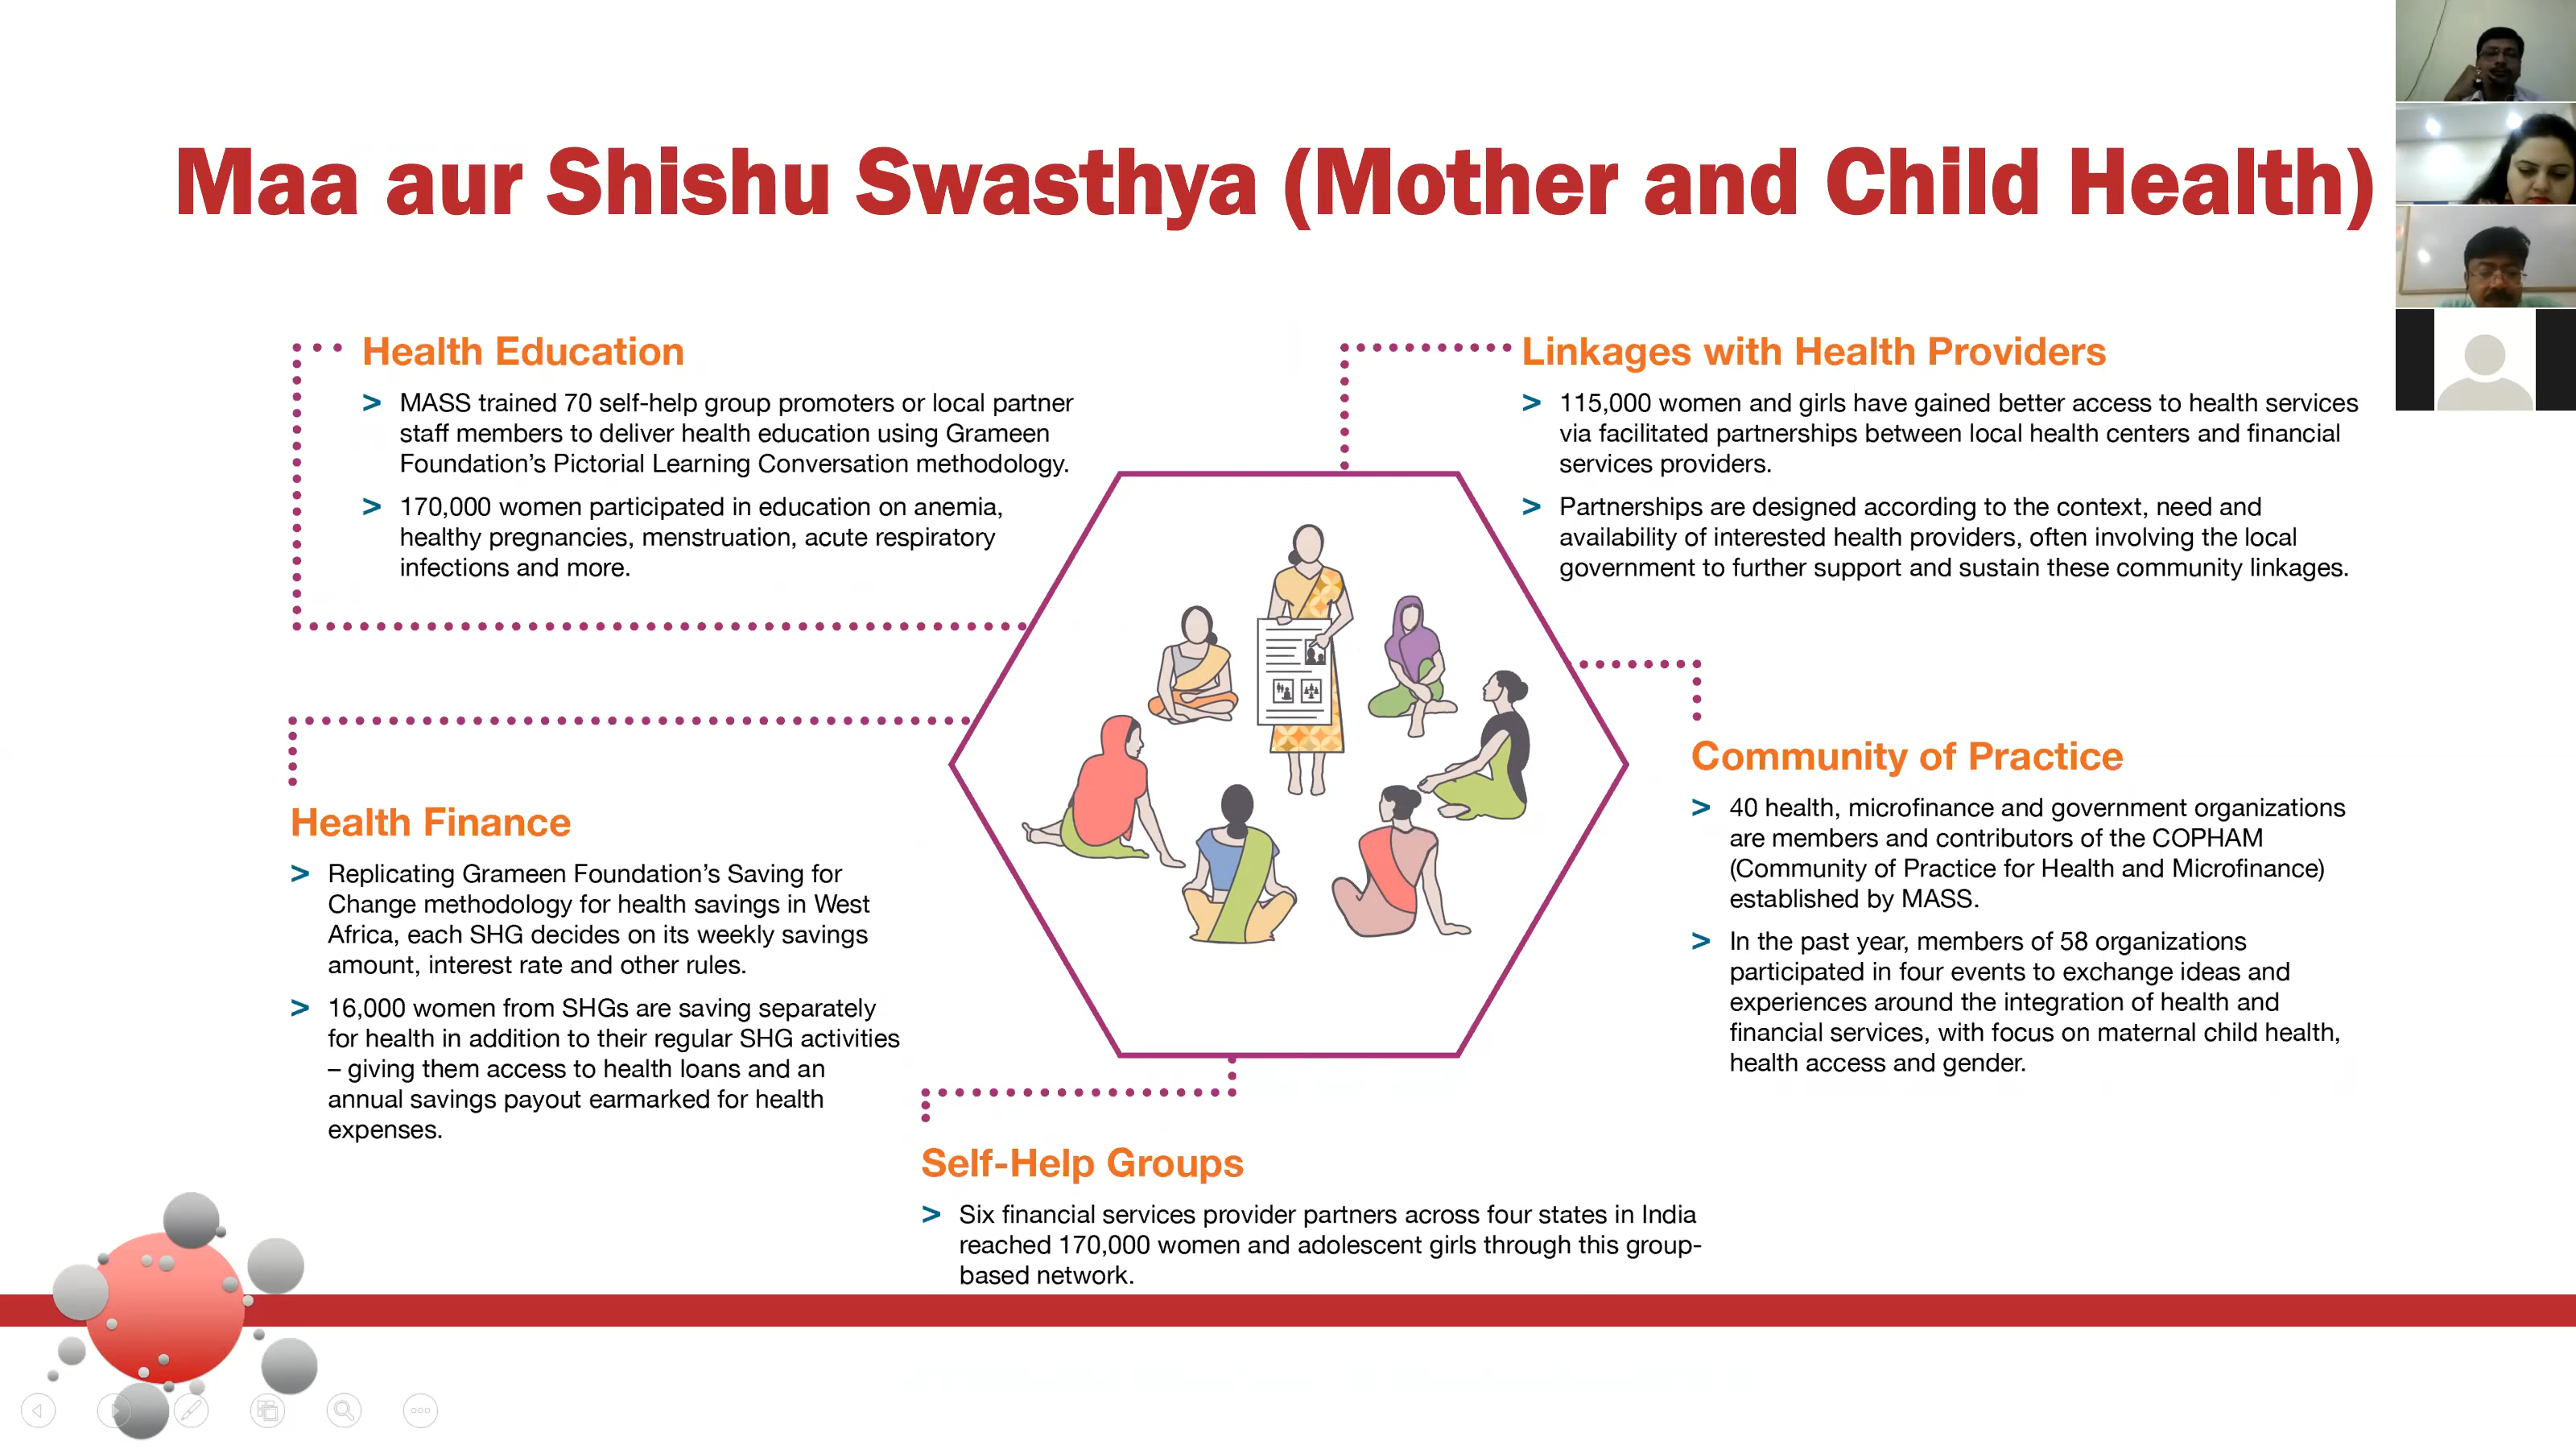 Maa aur Shishu Swasthya (Mother and Child Health)
Health Education
> MASS trained 70 self-help group promoters or local partner
staff members to deliver health education using Grameen
Foundation’s Pictorial Learning Conversation methodology.
> 170,000 women participated in education on anemia,
healthy pregnancies, menstruation, acute respiratory
infections and more.
Linkages with Health Providers
> 115,000 women and girls have gained better access to health services
via facilitated partnerships between local health centers and financial
services providers.
> Partnerships are designed according to the context, need and
availability of interested health providers, often involving the local
government to further support and sustain these community linkages.
Health Finance
> Replicating Grameen Foundation’s Saving for
Change methodology for health savings in West
Africa, each SHG decides on its weekly savings
amount, interest rate and other rules.
> 16,000 women from SHGs are saving separately
for health in addition to their regular SHG activities
– giving them access to health loans and an
annual savings payout earmarked for health
expenses.
Community of Practice
> 40 health, microfinance and government organizations
are members and contributors of the COPHAM
(Community of Practice for Health and Microfinance)
established by MASS.
> In the past year, members of 58 organizations
participated in four events to exchange ideas and
experiences around the integration of health and
financial services, with focus on maternal child health,
health access and gender.
Self-Help Groups
> Six financial services provider partners across four states in India
reached 170,000 women and adolescent girls through this group-
based network.